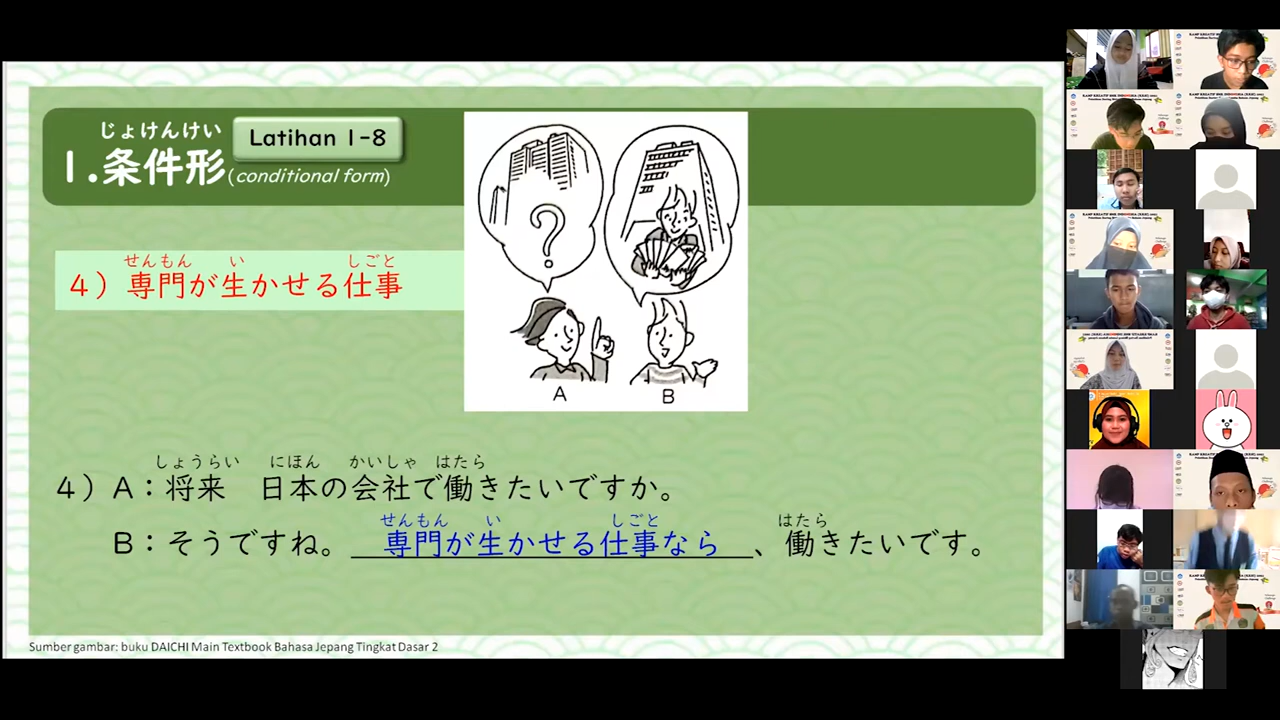 じょけんけい
1.条件形(conditional form)
Latihan 1-8
せんもん い しごと
4）専門が生かせる仕事
?
A B
しょうらい にほん かいしゃ はたら
4）A：将来 日本の会社で働きたいですか。
せんもん い しごと はたら
B：そうですね。専門が生かせる仕事なら、働きたいです。
Sumber gambar: buku DAICHI Main Textbook Bahasa Jepang Tingkat Dasar 2